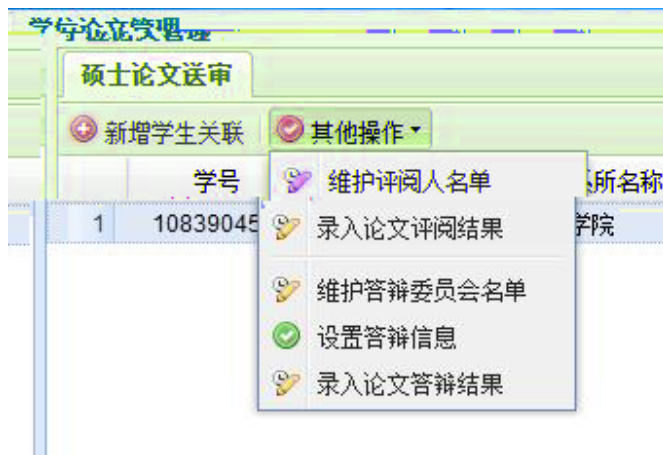 学位论文管理
硕士论文送审
新增学生关联 其他操作
学号 所名称
1 10839045 学院
维护评阅人名单
录入论文评阅结果
维护答辩委员会名单
设置答辩信息
录入论文答辩结果